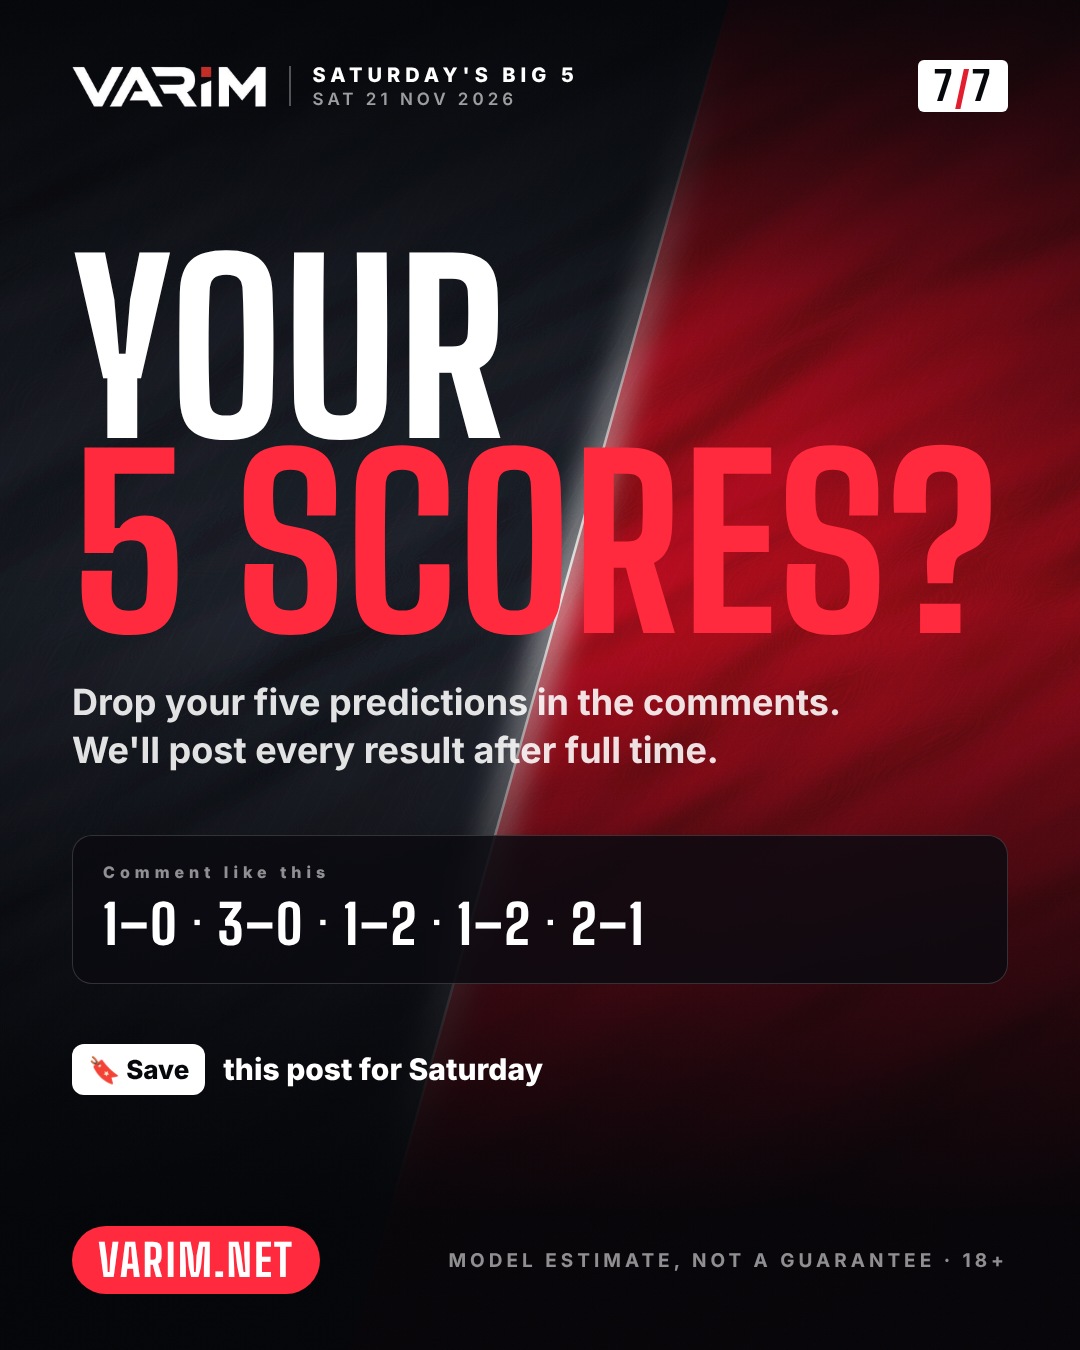 VARIM
SATURDAY'S BIG 5
SAT 21 NOV 2026
7/7
YOUR
5 SCORES?
Drop your five predictions in the comments.
We'll post every result after full time.
Comment like this
1–0 · 3–0 · 1–2 · 1–2 · 2–1
🔖 Save this post for Saturday
VARIM.NET
MODEL ESTIMATE, NOT A GUARANTEE · 18+